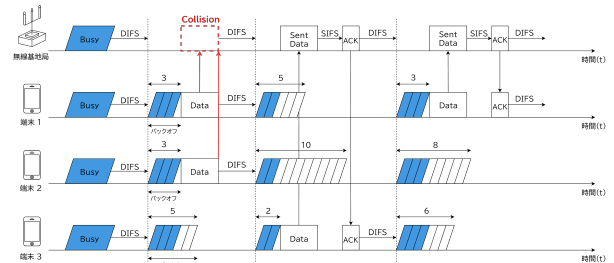 Collision
Busy
DIFS
DIFS
Sent
Data
SIFS
ACK
DIFS
Sent
Data
SIFS
ACK
DIFS
無線基地局
時間(t)
3
5
3
Busy
DIFS
Data
DIFS
Data
ACK
DIFS
端末 1
バックオフ
時間(t)
3
10
8
Busy
DIFS
Data
DIFS
端末 2
バックオフ
時間(t)
5
2
6
Busy
DIFS
Data
ACK
DIFS
端末 3
時間(t)